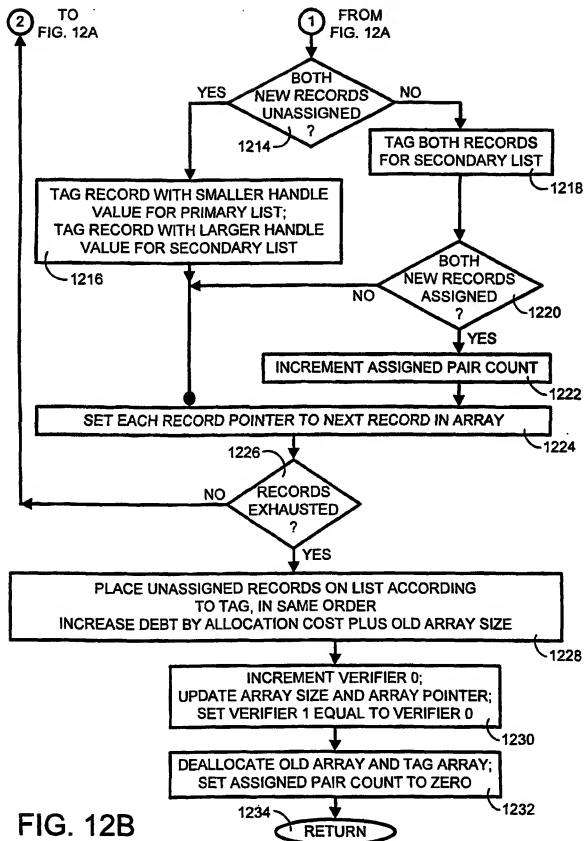 2
TO
FIG. 12A
1
FROM
FIG. 12A
BOTH
NEW RECORDS
UNASSIGNED
?
YES
NO
1214
TAG BOTH RECORDS
FOR SECONDARY LIST
1218
TAG RECORD WITH SMALLER HANDLE
VALUE FOR PRIMARY LIST;
TAG RECORD WITH LARGER HANDLE
VALUE FOR SECONDARY LIST
1216
BOTH
NEW RECORDS
ASSIGNED
?
NO
1220
YES
INCREMENT ASSIGNED PAIR COUNT
1222
SET EACH RECORD POINTER TO NEXT RECORD IN ARRAY
1224
1226
RECORDS
EXHAUSTED
?
NO
YES
PLACE UNASSIGNED RECORDS ON LIST ACCORDING
TO TAG, IN SAME ORDER
INCREASE DEBT BY ALLOCATION COST PLUS OLD ARRAY SIZE
1228
INCREMENT VERIFIER 0;
UPDATE ARRAY SIZE AND ARRAY POINTER;
SET VERIFIER 1 EQUAL TO VERIFIER 0
1230
DEALLOCATE OLD ARRAY AND TAG ARRAY;
SET ASSIGNED PAIR COUNT TO ZERO
1232
1234
RETURN
FIG. 12B